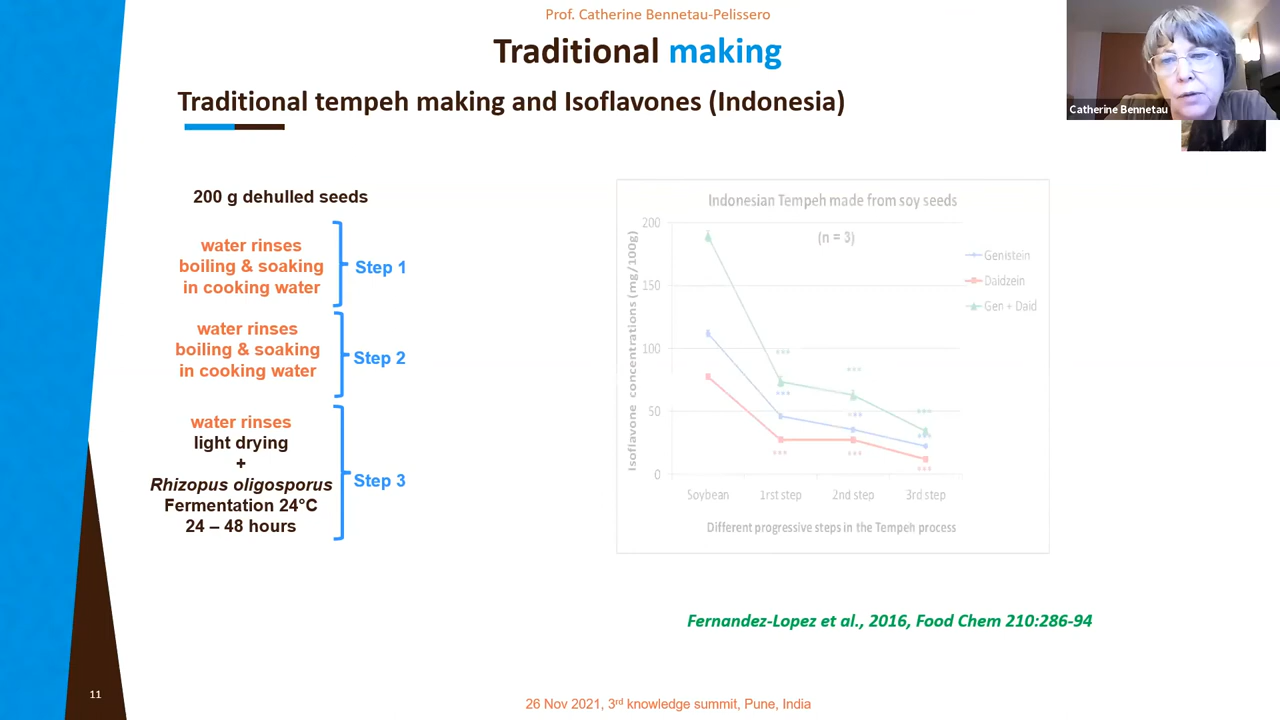 Prof. Catherine Bennetau-Pelissero
Traditional making
Traditional tempeh making and Isoflavones (Indonesia)
Catherine Bennetau
200 g dehulled seeds
water rinses
boiling & soaking
in cooking water
Step 1
water rinses
boiling & soaking
in cooking water
Step 2
water rinses
light drying
+
Rhizopus oligosporus
Fermentation 24°C
24 – 48 hours
Step 3
Indonesian Tempeh made from soy seeds
(n = 3)
Isoflavone concentrations (mg/100g)
200
150
100
50
0
***
***
***
***
***
***
***
***
***
Genistein
Daidzein
Gen + Daid
Soybean
1rst step
2nd step
3rd step
Different progressive steps in the Tempeh process
Fernandez-Lopez et al., 2016, Food Chem 210:286-94
11
26 Nov 2021, 3rd knowledge summit, Pune, India